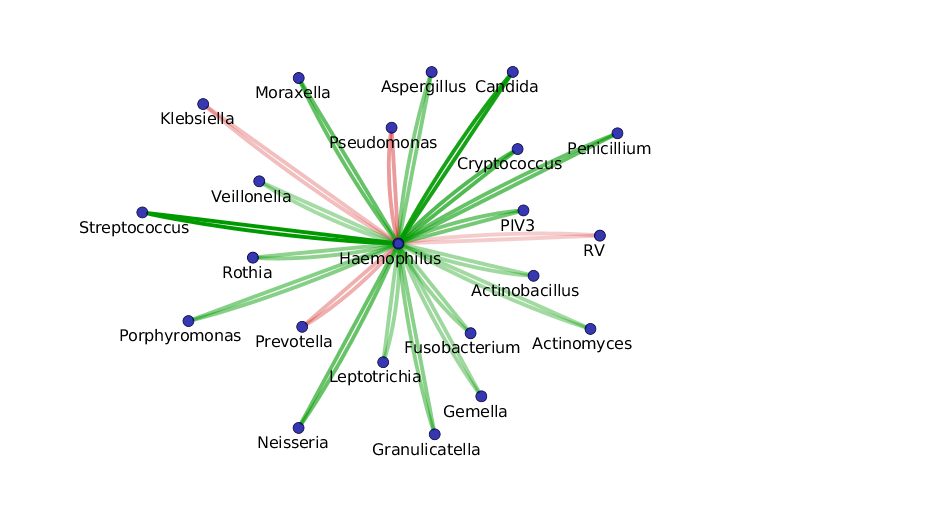 Moraxella
Aspergillus
Candida
Klebsiella
Pseudomonas
Penicillium
Cryptococcus
Veillonella
Streptococcus
PIV3
RV
Haemophilus
Rothia
Actinobacillus
Porphyromonas
Prevotella
Fusobacterium
Actinomyces
Leptotrichia
Gemella
Neisseria
Granulicatella